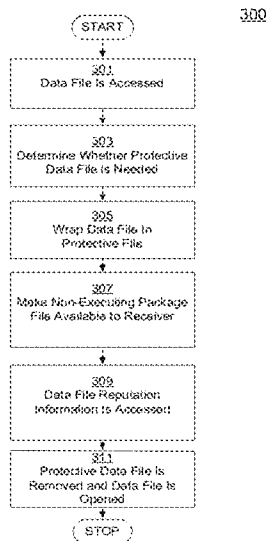 300
START
301
Data File Is Accessed
303
Determine Whether Protective
Data File is Needed
305
Wrap Data File In
Protective File
307
Make Non-Executing Package
File Available to Receiver
309
Data File Reputation
Information Is Accessed
311
Protective Data File Is
Removed and Data File Is
Opened
STOP